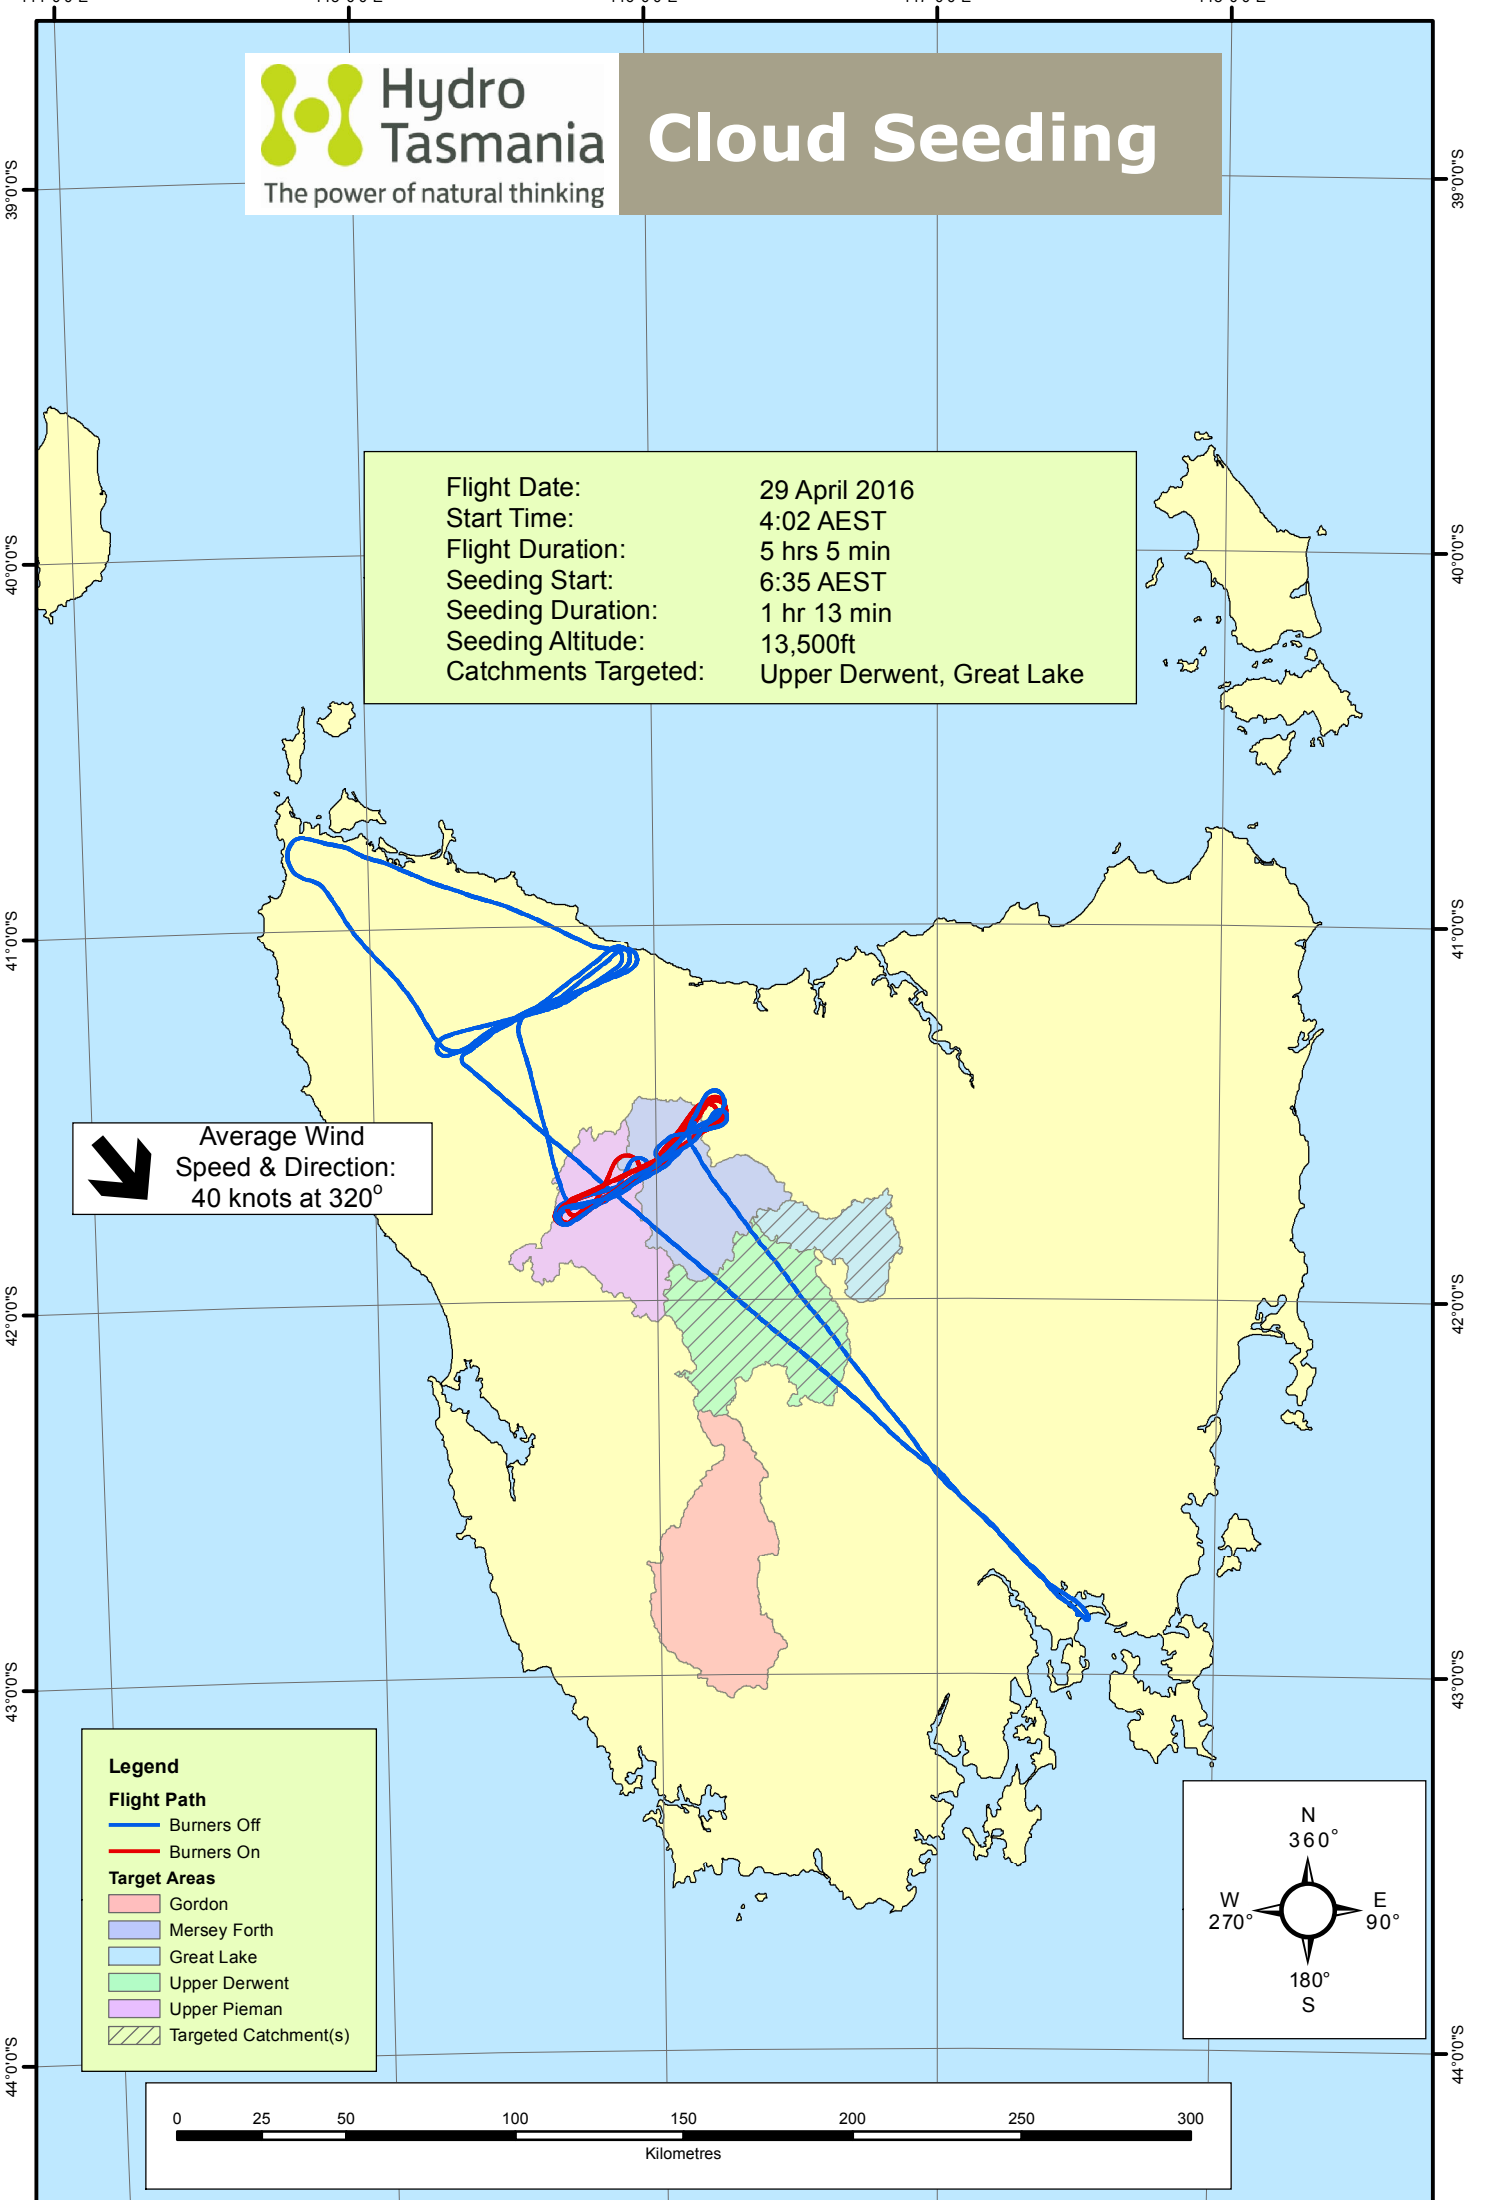 Hydro
Tasmania
The power of natural thinking
Cloud Seeding
39°0'0"S
39°0'0"S
Flight Date: 29 April 2016
Start Time: 4:02 AEST
Flight Duration: 5 hrs 5 min
Seeding Start: 6:35 AEST
Seeding Duration: 1 hr 13 min
Seeding Altitude: 13,500ft
Catchments Targeted: Upper Derwent, Great Lake
40°0'0"S
40°0'0"S
41°0'0"S
41°0'0"S
Average Wind
Speed & Direction:
40 knots at 320°
42°0'0"S
42°0'0"S
43°0'0"S
43°0'0"S
Legend
Flight Path
Burners Off
Burners On
Target Areas
Gordon
Mersey Forth
Great Lake
Upper Derwent
Upper Pieman
Targeted Catchment(s)
N
360°
W
270°
E
90°
180°
S
44°0'0"S
44°0'0"S
0 25 50 100 150 200 250 300
Kilometres